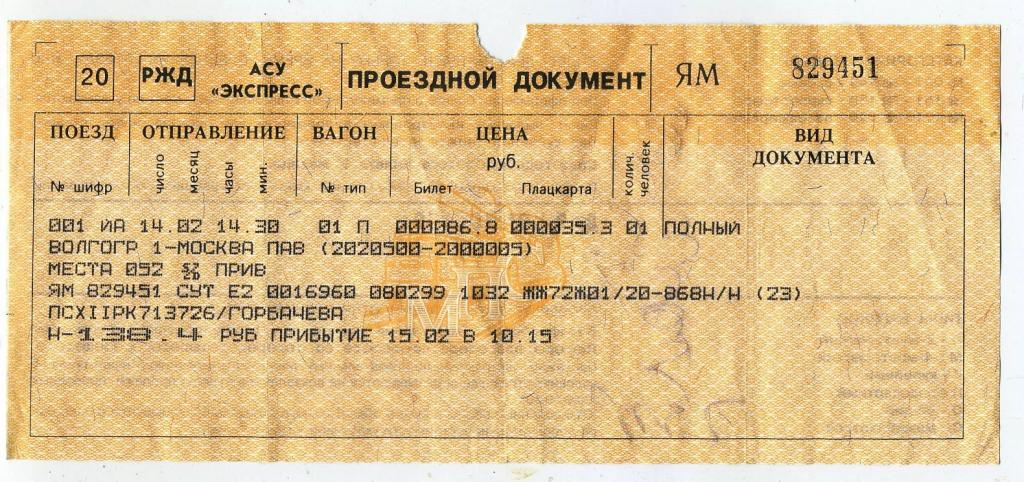 20 РЖД АСУ «ЭКСПРЕСС» ПРОЕЗДНОЙ ДОКУМЕНТ ЯМ 829451
ПОЕЗД ОТПРАВЛЕНИЕ ВАГОН ЦЕНА ВИД
руб. ДОКУМЕНТА
№ шифр число месяц часы мин. № тип Билет Плацкарта колич. человек
001 ЙА 14.02 14.30 01 П 000086.8 000035.3 01 ПОЛНЫЙ
ВОЛГОГР 1-МОСКВА ПАВ (2020500-2000005)
МЕСТА 052 ПРИВ
ЯМ 829451 СУТ Е2 0016960 080299 1032 ЖЖ72Ж01/20-868Н/Н (23)
ПСXIIРК713726/ГОРБАЧЕВА
Н-138.4 РУБ ПРИБЫТИЕ 15.02 В 10.15
МПС